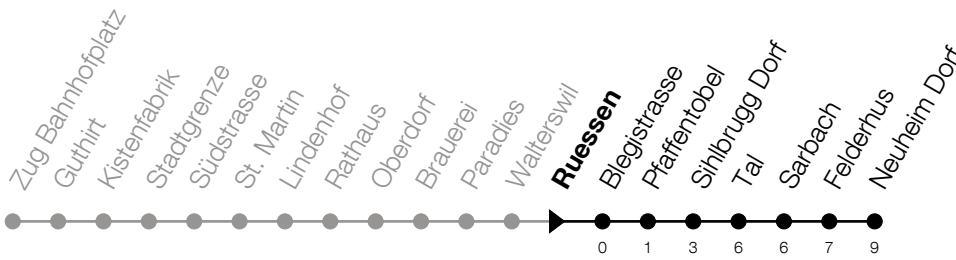 Zug Bahnhofplatz
Guthirt
Kistenfabrik
Stadtgrenze
Südstrasse
St. Martin
Lindenhof
Rathaus
Oberdorf
Brauerei
Paradies
Walterswil
Ruessen
Blegistrasse
Pfaffentobel
Sihlbrugg Dorf
Tal
Sarbach
Felderhus
Neuheim Dorf
0 1 3 6 6 7 9